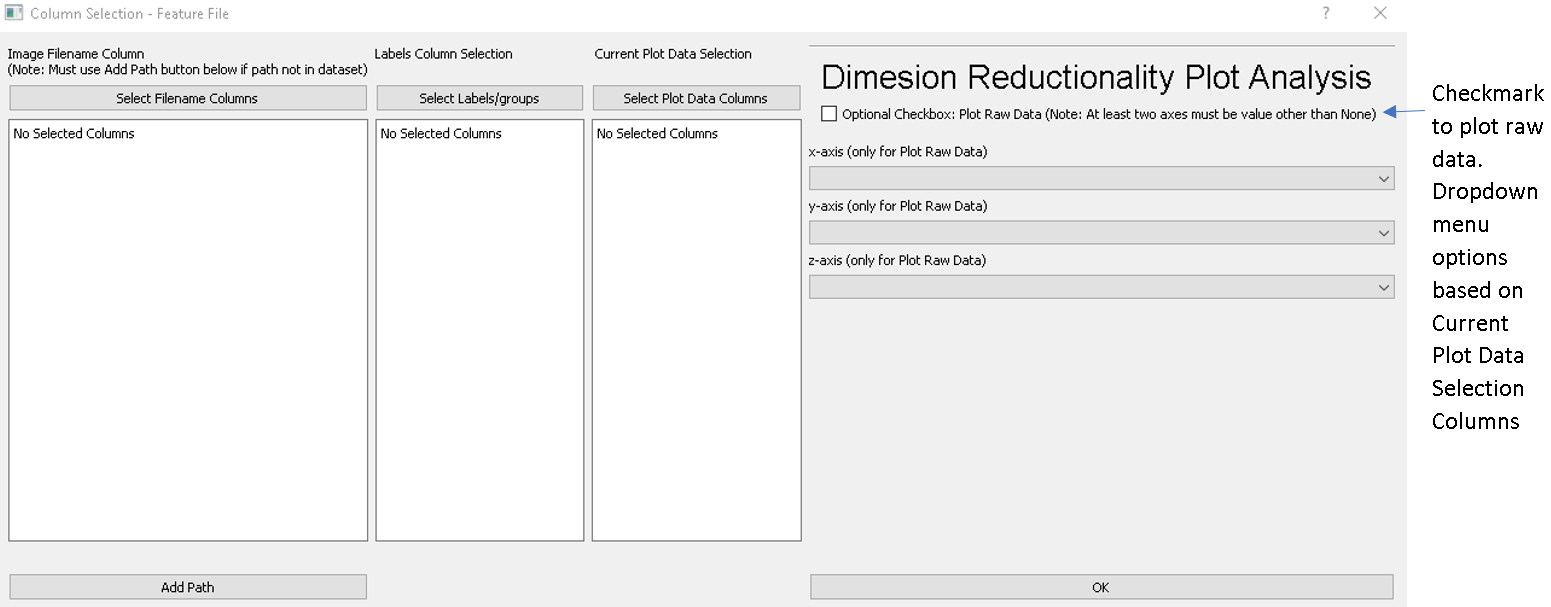 Column Selection - Feature File
?
Image Filename Column
(Note: Must use Add Path button below if path not in dataset)
Select Filename Columns
No Selected Columns
Add Path
Labels Column Selection
Select Labels/groups
No Selected Columns
Current Plot Data Selection
Select Plot Data Columns
No Selected Columns
Dimesion Reductionality Plot Analysis
Optional Checkbox: Plot Raw Data (Note: At least two axes must be value other than None)
x-axis (only for Plot Raw Data)
y-axis (only for Plot Raw Data)
z-axis (only for Plot Raw Data)
OK
Checkmark
to plot raw
data.
Dropdown
menu
options
based on
Current
Plot Data
Selection
Columns